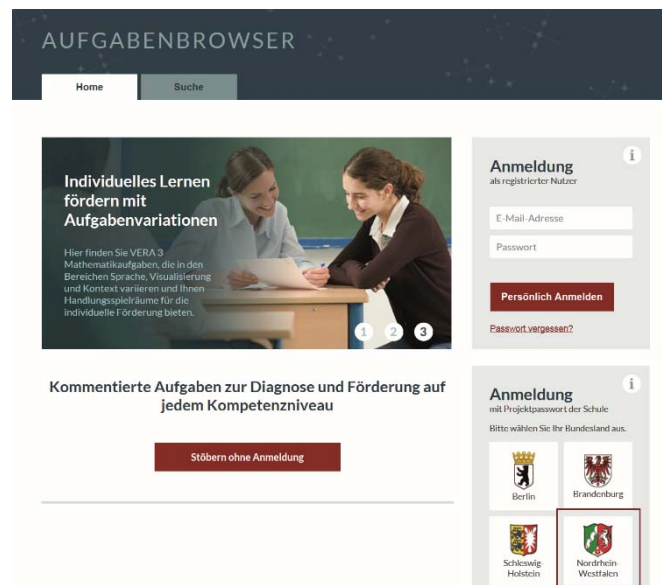 AUFGABENBROWSER
Home
Suche
Individuelles Lernen
fördern mit
Aufgabenvariationen
Hier finden Sie VERA 3
Mathematikaufgaben, die in den
Bereichen Sprache, Visualisierung
und Kontext variieren und Ihnen
Handlungsspielräume für die
individuelle Förderung bieten.
1 2 3
Kommentierte Aufgaben zur Diagnose und Förderung auf
jedem Kompetenzniveau
Stöbern ohne Anmeldung
Anmeldung
i
als registrierter Nutzer
E-Mail-Adresse
Passwort
Persönlich Anmelden
Passwort vergessen?
Anmeldung
i
mit Projektpasswort der Schule
Bitte wählen Sie Ihr Bundesland aus.
Berlin
Brandenburg
Schleswig-
Holstein
Nordrhein-
Westfalen